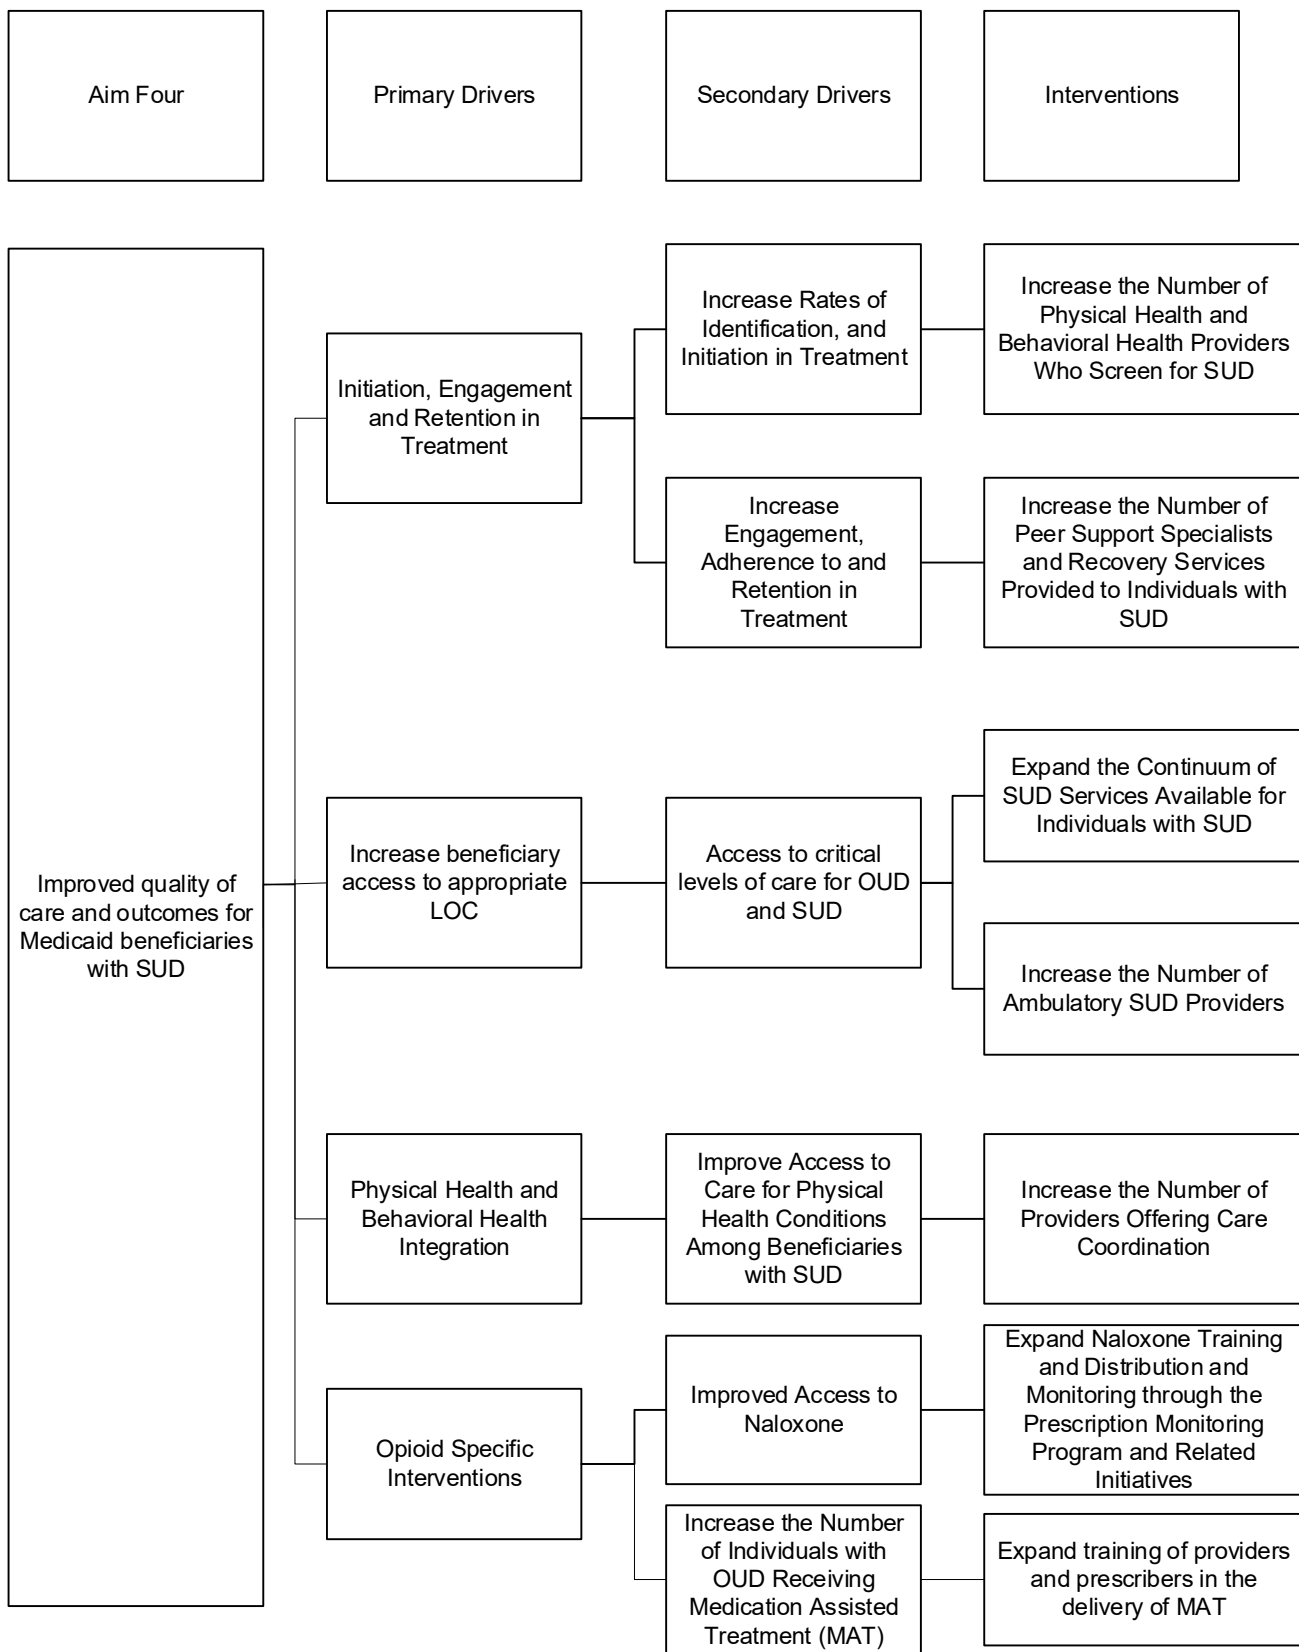 Aim Four
Primary Drivers
Secondary Drivers
Interventions
Improved quality of
care and outcomes for
Medicaid beneficiaries
with SUD
Initiation, Engagement
and Retention in
Treatment
Increase Rates of
Identification, and
Initiation in Treatment
Increase the Number of
Physical Health and
Behavioral Health Providers
Who Screen for SUD
Increase
Engagement,
Adherence to and
Retention in
Treatment
Increase the Number of
Peer Support Specialists
and Recovery Services
Provided to Individuals with
SUD
Increase beneficiary
access to appropriate
LOC
Access to critical
levels of care for OUD
and SUD
Expand the Continuum of
SUD Services Available for
Individuals with SUD
Increase the Number of
Ambulatory SUD Providers
Physical Health and
Behavioral Health
Integration
Improve Access to
Care for Physical
Health Conditions
Among Beneficiaries
with SUD
Increase the Number of
Providers Offering Care
Coordination
Opioid Specific
Interventions
Improved Access to
Naloxone
Expand Naloxone Training
and Distribution and
Monitoring through the
Prescription Monitoring
Program and Related
Initiatives
Increase the Number
of Individuals with
OUD Receiving
Medication Assisted
Treatment (MAT)
Expand training of providers
and prescribers in the
delivery of MAT